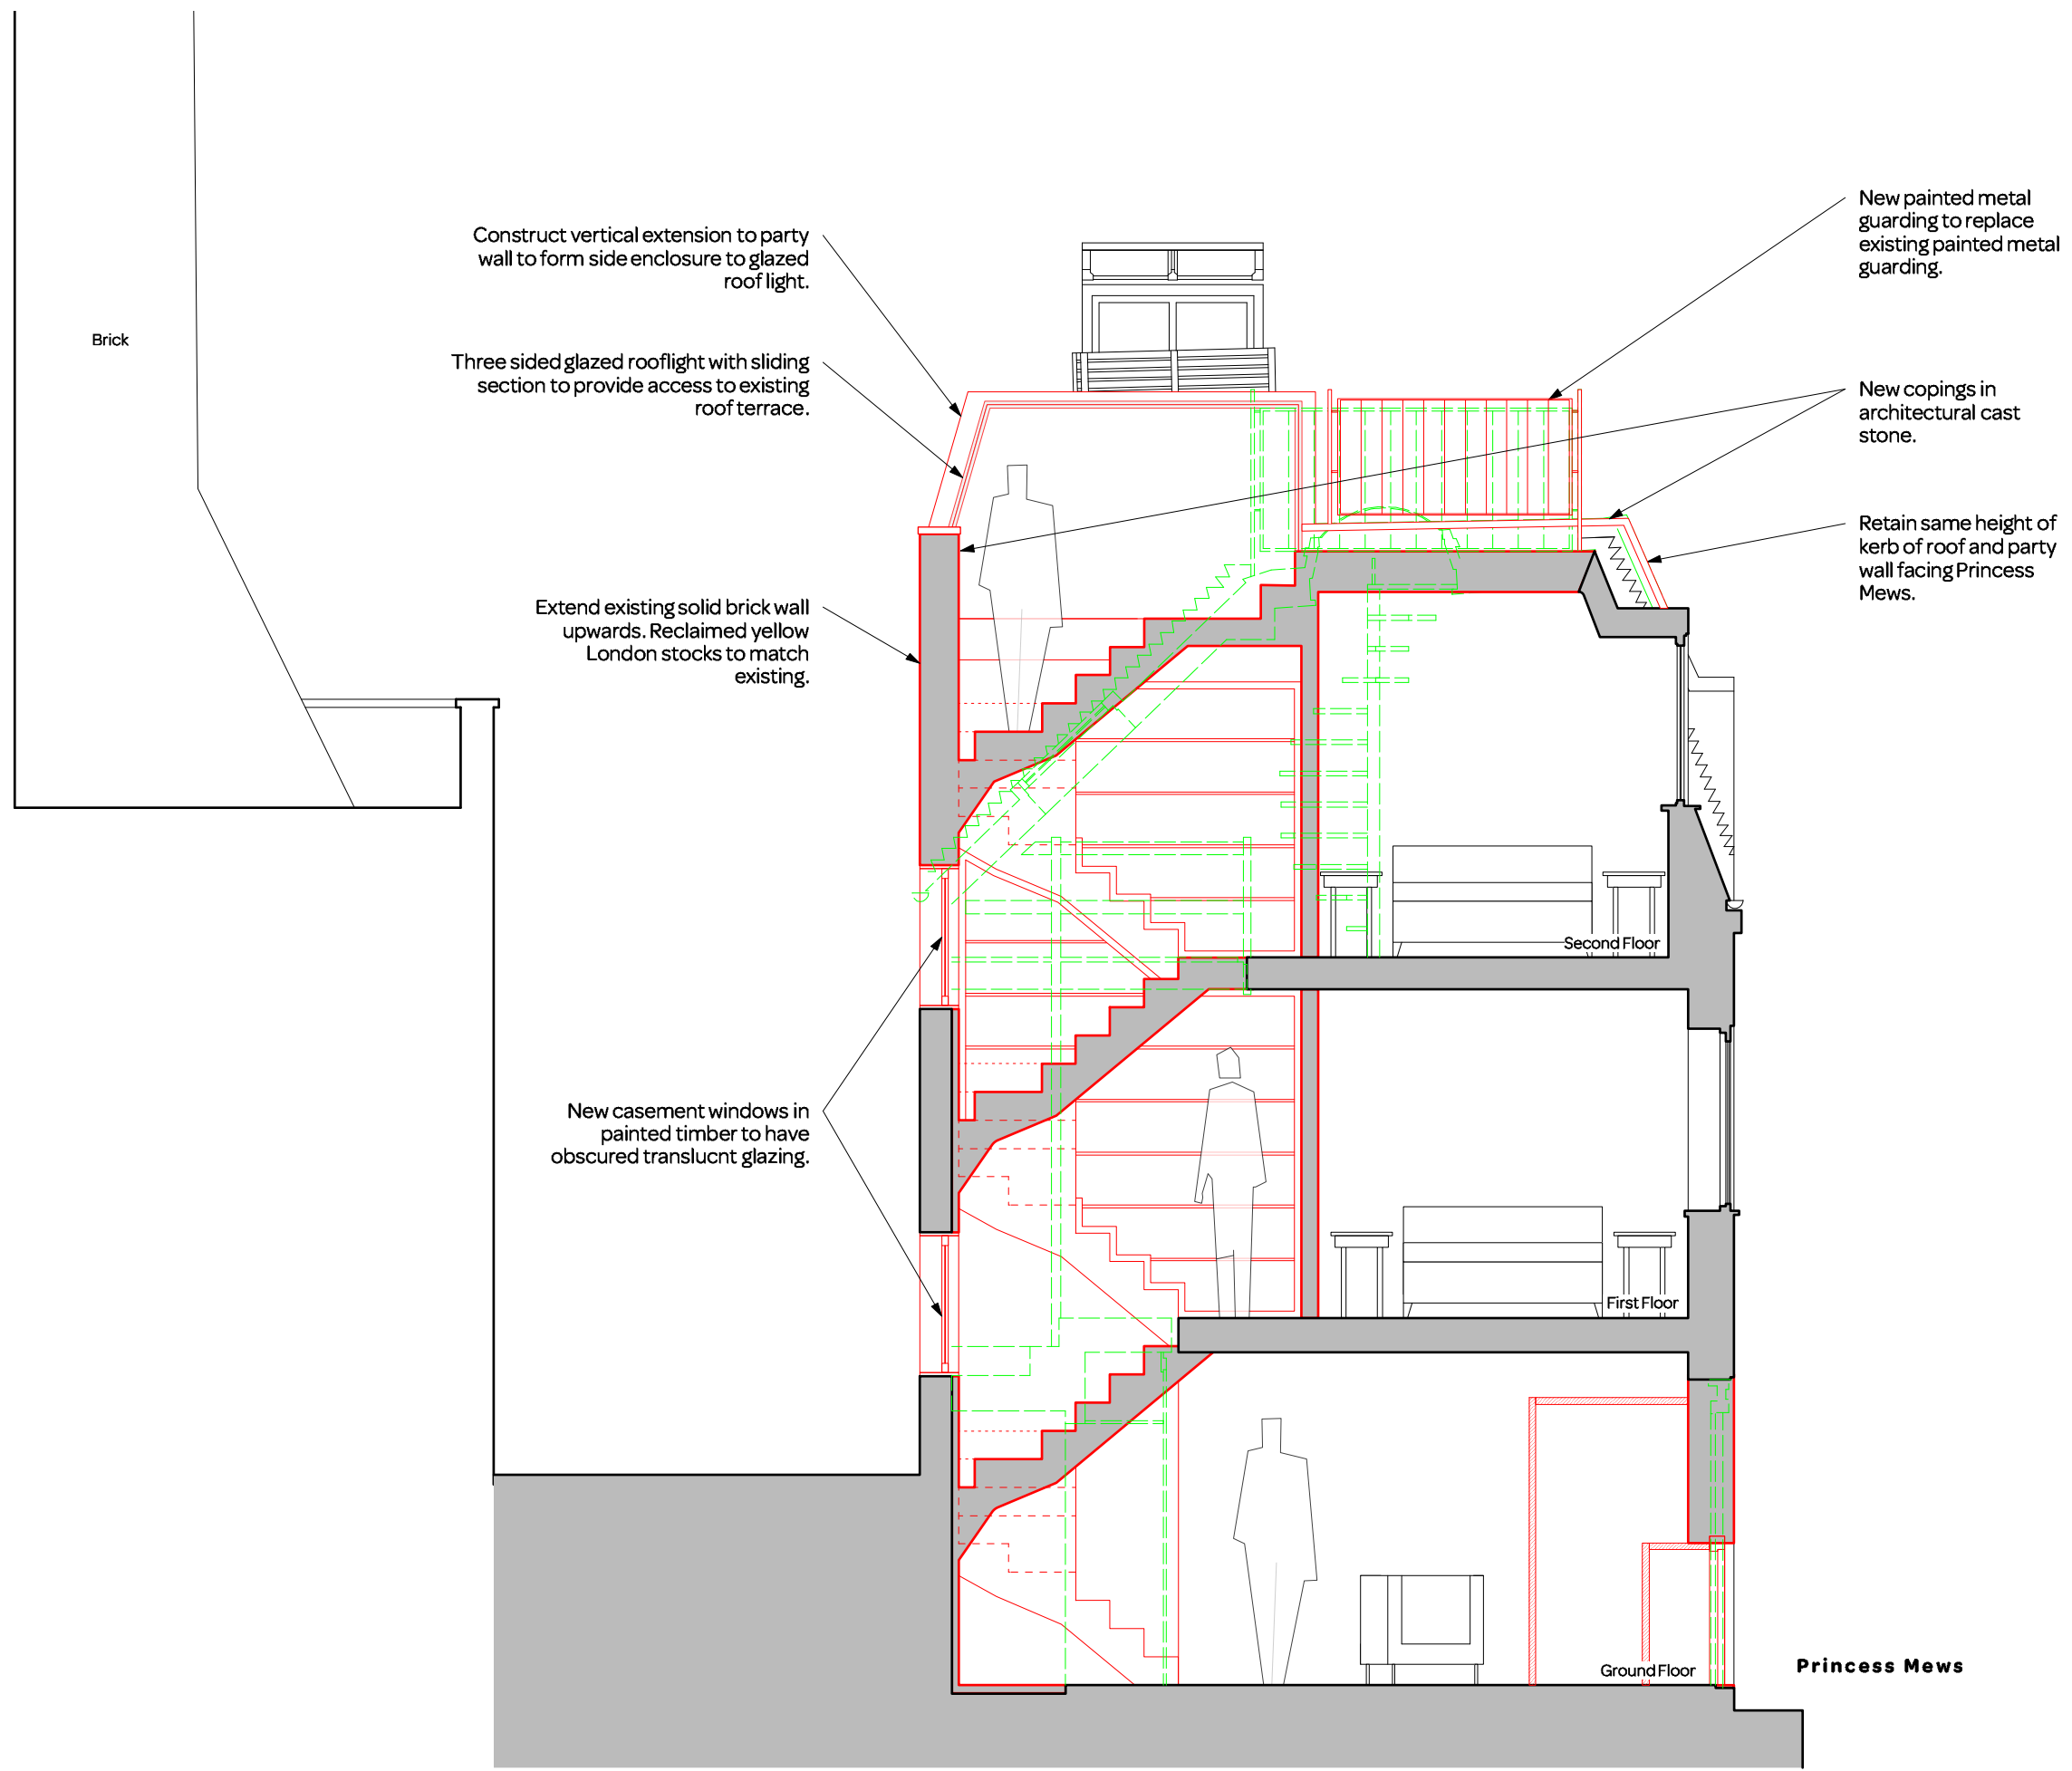 Construct vertical extension to party
wall to form side enclosure to glazed
roof light.
Three sided glazed rooflight with sliding
section to provide access to existing
roof terrace.
Extend existing solid brick wall
upwards. Reclaimed yellow
London stocks to match
existing.
New casement windows in
painted timber to have
obscured translucnt glazing.
Brick
New painted metal
guarding to replace
existing painted metal
guarding.
New copings in
architectural cast
stone.
Retain same height of
kerb of roof and party
wall facing Princess
Mews.
Second Floor
First Floor
Ground Floor
Princess Mews